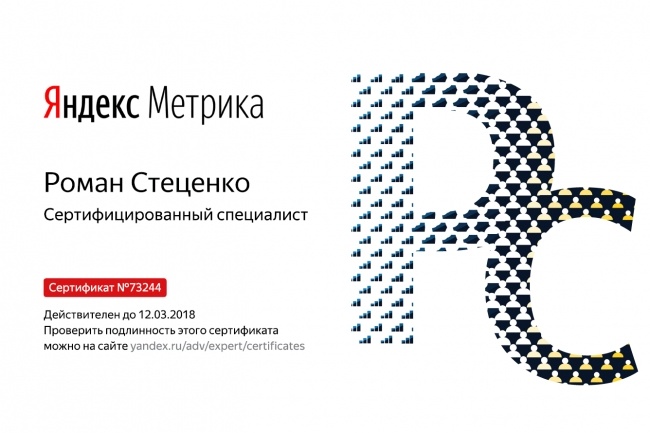 Яндекс Метрика
Роман Стеценко
Сертифицированный специалист
Сертификат №73244
Действителен до 12.03.2018
Проверить подлинность этого сертификата
можно на сайте yandex.ru/adv/expert/certificates
РС